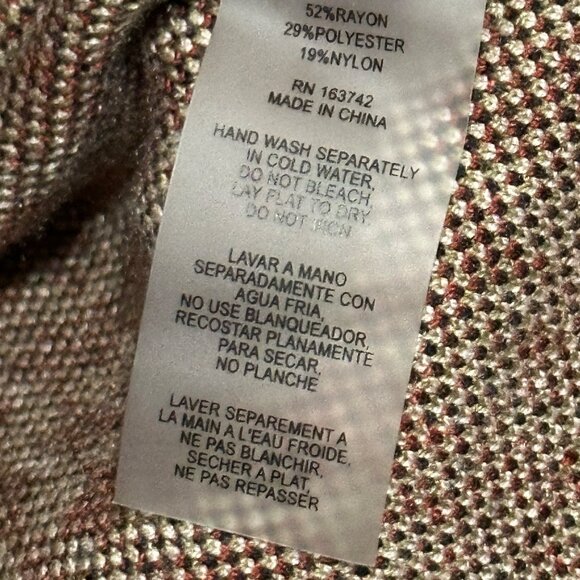 52%RAYON
29%POLYESTER
19%NYLON
RN 163742
MADE IN CHINA
HAND WASH SEPARATELY
IN COLD WATER,
DO NOT BLEACH,
LAY FLAT TO DRY,
DO NOT IRON
LAVAR A MANO
SEPARADAMENTE CON
AGUA FRIA,
NO USE BLANQUEADOR,
RECOSTAR PLANAMENTE
PARA SECAR,
NO PLANCHE
LAVER SEPAREMENT A
LA MAIN A L'EAU FROIDE,
NE PAS BLANCHIR,
SECHER A PLAT,
NE PAS REPASSER